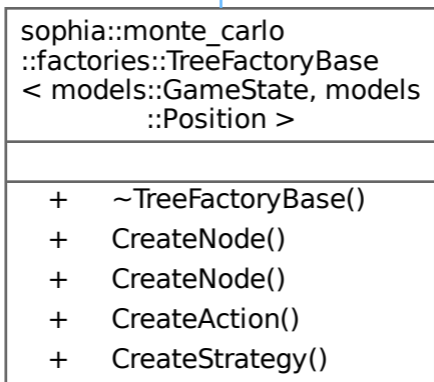 sophia::monte_carlo
::factories::TreeFactoryBase
< models::GameState, models
::Position >
+ ~TreeFactoryBase()
+ CreateNode()
+ CreateNode()
+ CreateAction()
+ CreateStrategy()